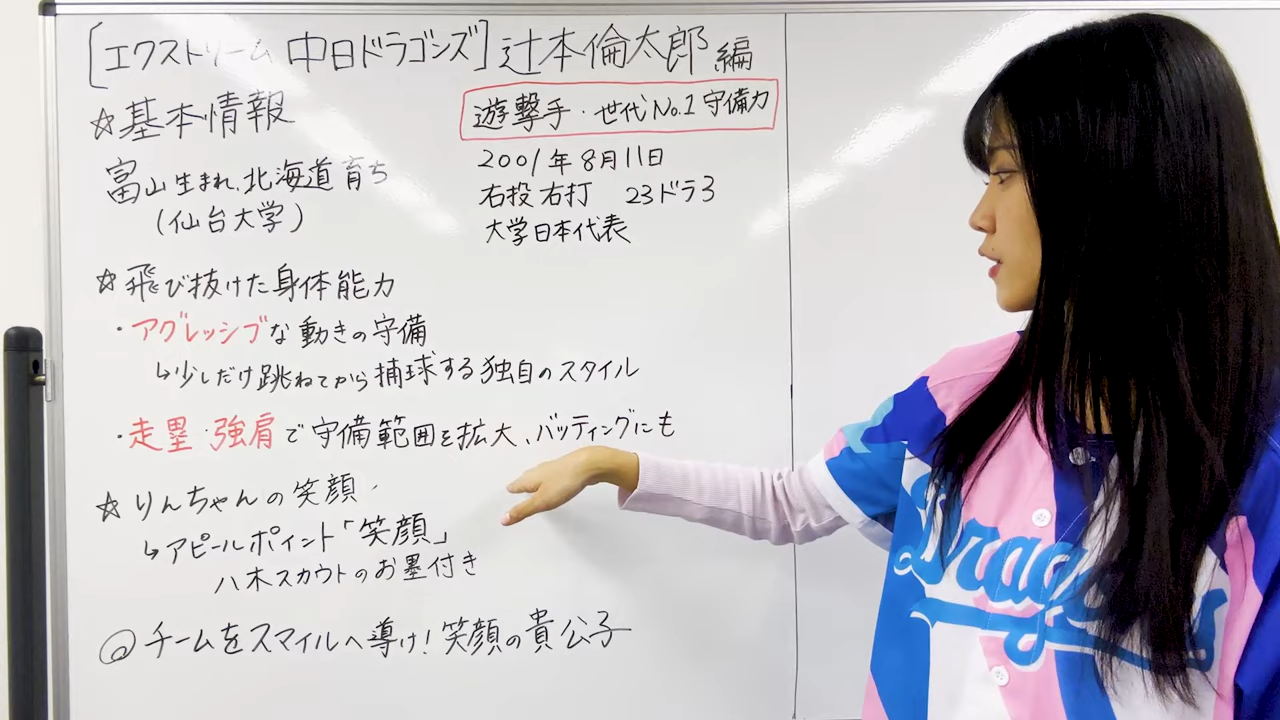 [エクストリーム 中日ドラゴンズ] 辻本倫太郎 編
☆基本情報
富山生まれ、北海道育ち
(仙台大学)
遊撃手・世代No.1守備力
2001年8月11日
右投右打 23ドラ3
大学日本代表
☆飛び抜けた身体能力
・アグレッシブな動きの守備
↳少しだけ跳ねてから捕球する独自のスタイル
・走塁・強肩で守備範囲を拡大、バッティングにも
☆りんちゃんの笑顔・
↳アピールポイント「笑顔」
八木スカウトのお墨付き
◎チームをスマイルへ導け!笑顔の貴公子
Dragons